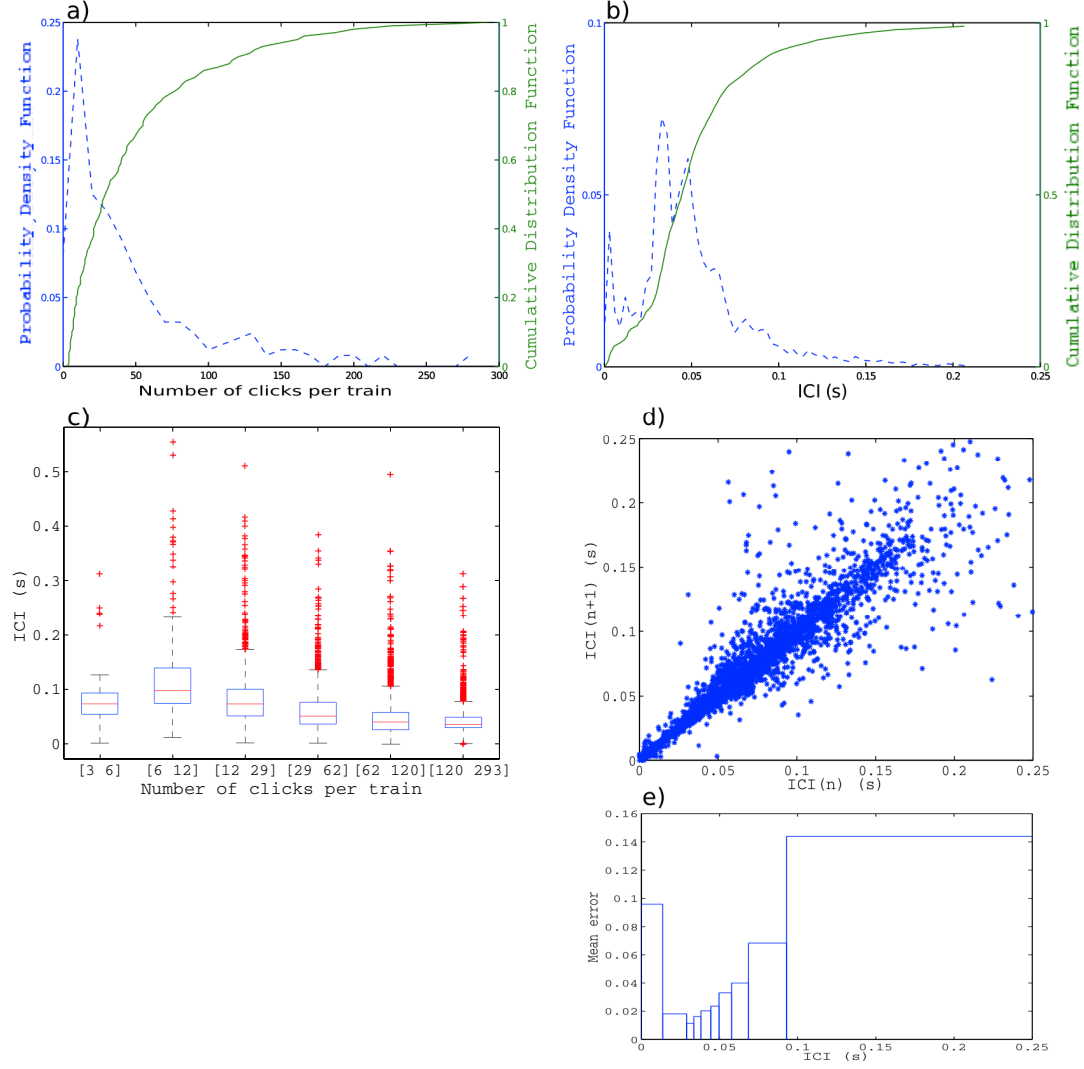 a)
Probability Density Function
0.25
0.2
0.15
0.1
0.05
0
0 50 100 150 200 250 300
Number of clicks per train
1
0.8
0.6
0.4
0.2
0
Cumulative Distribution Function
b)
Probability Density Function
0.1
0.05
0
0 0.05 0.1 0.15 0.2 0.25
ICI (s)
1
0.5
0
Cumulative Distribution Function
c)
ICI (s)
0.5
0.4
0.3
0.2
0.1
0
[3 6] [6 12] [12 29] [29 62] [62 120] [120 293]
Number of clicks per train
d)
ICI(n+1) (s)
0.25
0.2
0.15
0.1
0.05
0
0 0.05 0.1 0.15 0.2 0.25
ICI(n) (s)
e)
Mean error
0.16
0.14
0.12
0.1
0.08
0.06
0.04
0.02
0
0 0.05 0.1 0.15 0.2 0.25
ICI (s)